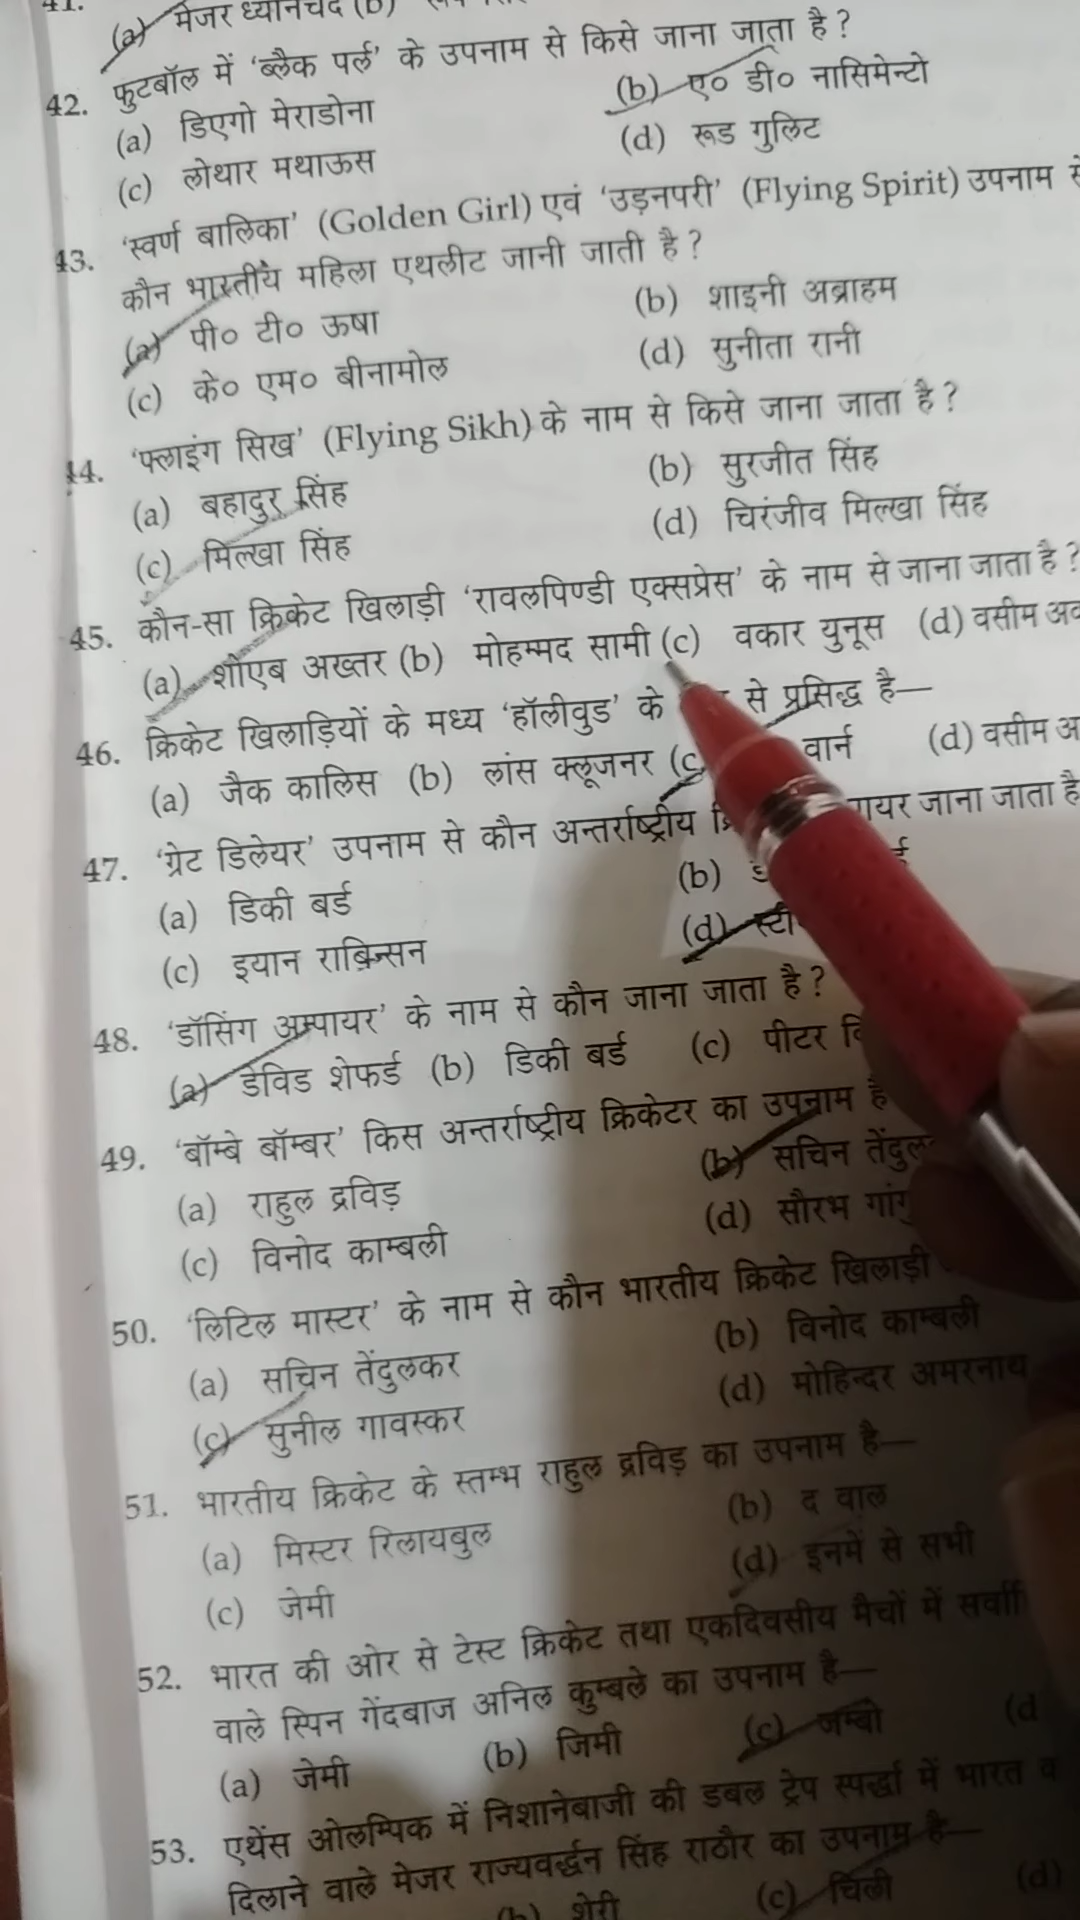 41.
(a) मेजर ध्यानचंद (b)
42. फुटबॉल में ‘ब्लैक पर्ल’ के उपनाम से किसे जाना जाता है?
(a) डिएगो मेराडोना (b) ए० डी० नासिमेन्टो
(c) लोथार मथाऊस (d) रूड गुलिट
43. ‘स्वर्ण बालिका’ (Golden Girl) एवं ‘उड़नपरी’ (Flying Spirit) उपनाम से
कौन भारतीय महिला एथलीट जानी जाती है?
(a) पी० टी० ऊषा (b) शाइनी अब्राहम
(c) के० एम० बीनामोल (d) सुनीता रानी
44. ‘फ्लाइंग सिख’ (Flying Sikh) के नाम से किसे जाना जाता है?
(a) बहादुर सिंह (b) सुरजीत सिंह
(c) मिल्खा सिंह (d) चिरंजीव मिल्खा सिंह
45. कौन-सा क्रिकेट खिलाड़ी ‘रावलपिण्डी एक्सप्रेस’ के नाम से जाना जाता है?
(a) शोएब अख्तर (b) मोहम्मद सामी (c) वकार युनूस (d) वसीम
46. क्रिकेट खिलाड़ियों के मध्य ‘हॉलीवुड’ के से प्रसिद्ध है—
(a) जैक कालिस (b) लांस क्लूजनर (c) वार्न (d) वसीम
47. ‘ग्रेट डिलेयर’ उपनाम से कौन अन्तर्राष्ट्रीय जाना जाता है
(a) डिकी बर्ड (b)
(c) इयान राबिन्सन (d)
48. ‘डॉसिंग अम्पायर’ के नाम से कौन जाना जाता है?
(a) डेविड शेफर्ड (b) डिकी बर्ड (c) पीटर
49. ‘बॉम्बे बॉम्बर’ किस अन्तर्राष्ट्रीय क्रिकेटर का उपनाम है
(a) राहुल द्रविड़ (b) सचिन
(c) विनोद काम्बली (d) सौरभ
50. ‘लिटिल मास्टर’ के नाम से कौन भारतीय क्रिकेट खिलाड़ी
(a) सचिन तेंदुलकर (b) विनोद काम्बली
(c) सुनील गावस्कर (d) मोहिन्दर अमरनाथ
51. भारतीय क्रिकेट के स्तम्भ राहुल द्रविड़ का उपनाम है—
(a) मिस्टर रिलायबुल (b) द वाल
(c) जेमी (d) इनमें से सभी
52. भारत की ओर से टेस्ट क्रिकेट तथा एकदिवसीय मैचों में
वाले स्पिन गेंदबाज अनिल कुम्बले का उपनाम है—
(a) जेमी (b) जिमी (c) जम्बो (d
53. एथेंस ओलम्पिक में निशानेबाजी की डबल ट्रेप स्पर्द्धा में भारत
दिलाने वाले मेजर राज्यवर्द्धन सिंह राठौर का उपनाम है—
(b) शेरी (c) चिली (d)